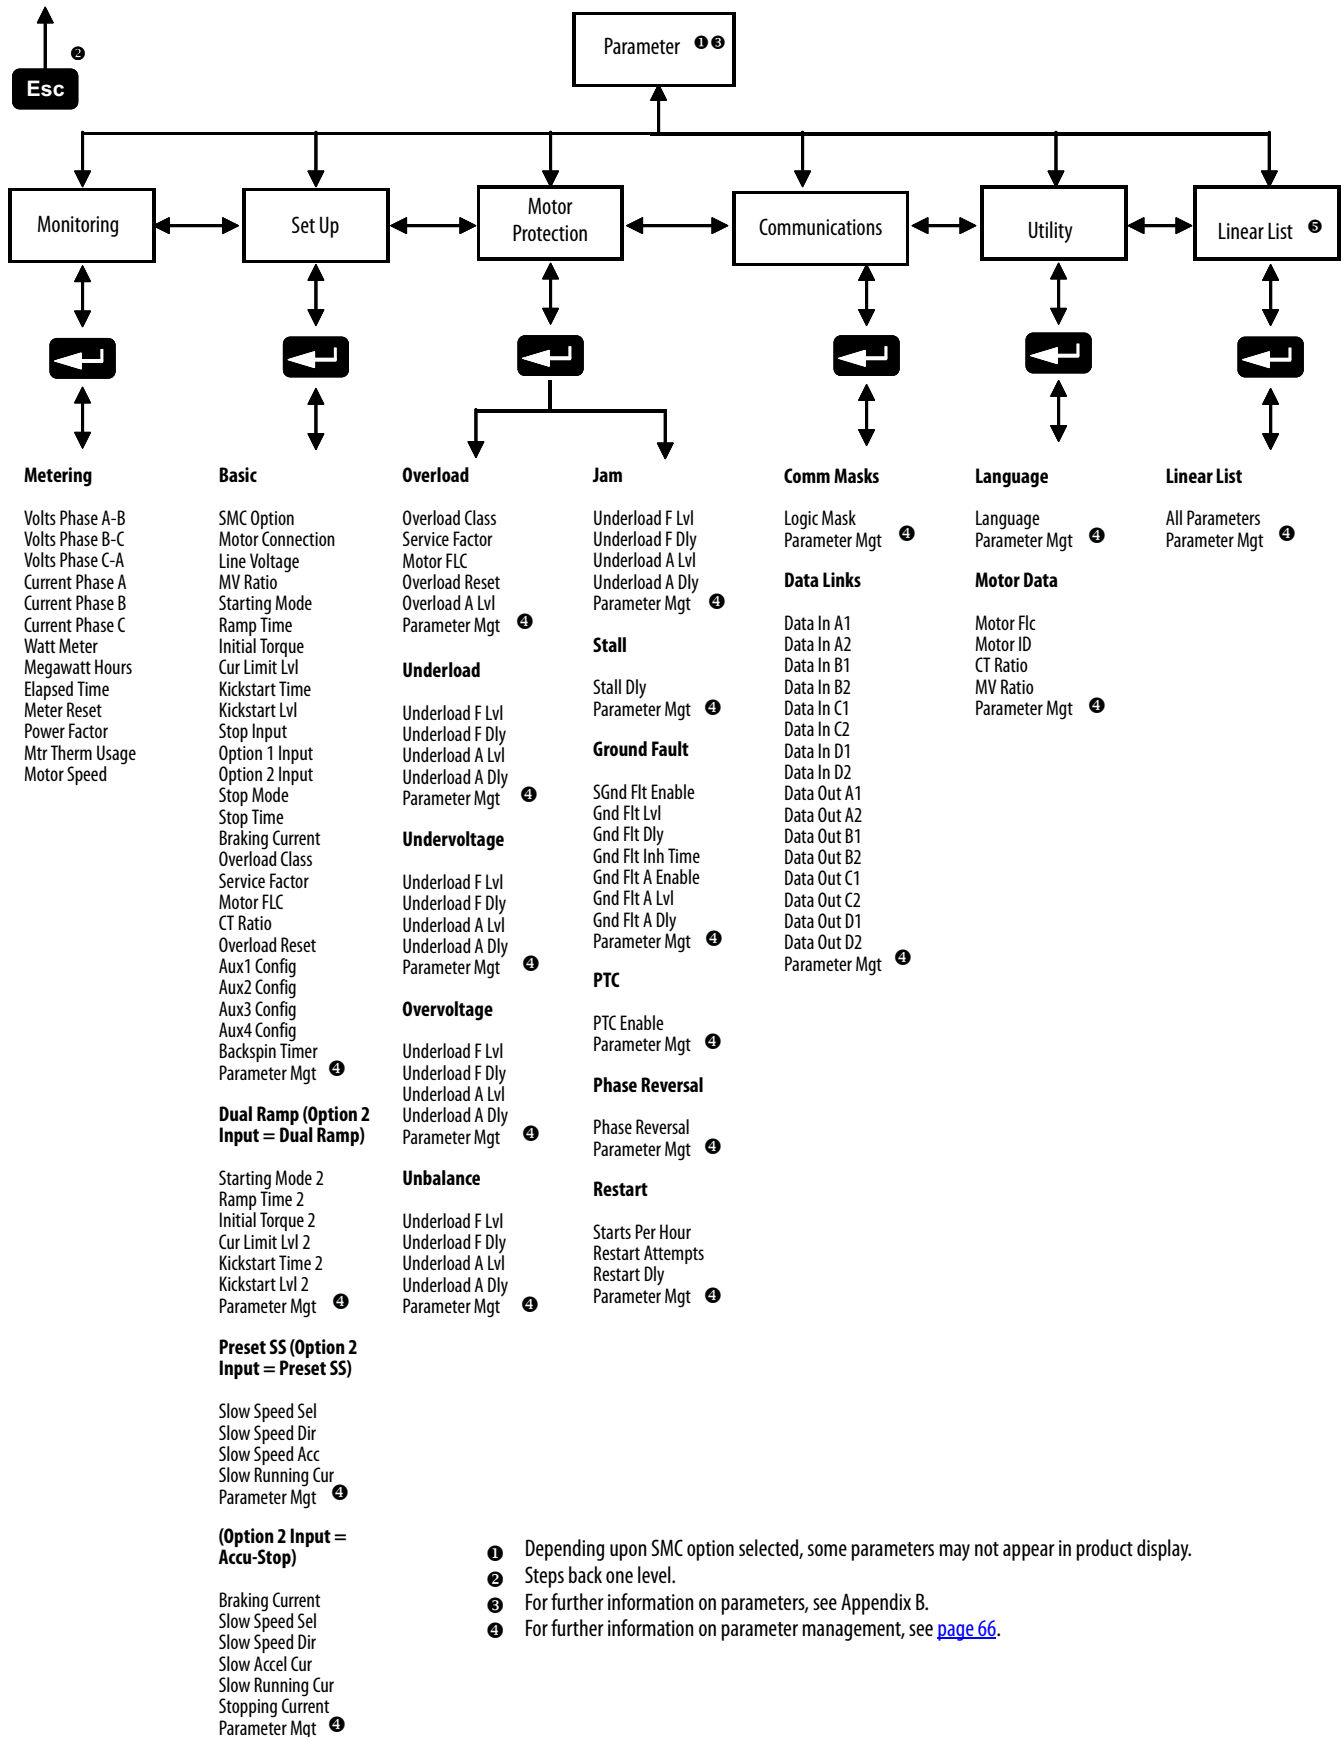 ❷
Esc
Parameter ❶❸
Monitoring
Set Up
Motor
Protection
Communications
Utility
Linear List ❺
Metering
Volts Phase A-B
Volts Phase B-C
Volts Phase C-A
Current Phase A
Current Phase B
Current Phase C
Watt Meter
Megawatt Hours
Elapsed Time
Meter Reset
Power Factor
Mtr Therm Usage
Motor Speed
Basic
SMC Option
Motor Connection
Line Voltage
MV Ratio
Starting Mode
Ramp Time
Initial Torque
Cur Limit Lvl
Kickstart Time
Kickstart Lvl
Stop Input
Option 1 Input
Option 2 Input
Stop Mode
Stop Time
Braking Current
Overload Class
Service Factor
Motor FLC
CT Ratio
Overload Reset
Aux1 Config
Aux2 Config
Aux3 Config
Aux4 Config
Backspin Timer
Parameter Mgt ❹
Dual Ramp (Option 2
Input = Dual Ramp)
Starting Mode 2
Ramp Time 2
Initial Torque 2
Cur Limit Lvl 2
Kickstart Time 2
Kickstart Lvl 2
Parameter Mgt ❹
Preset SS (Option 2
Input = Preset SS)
Slow Speed Sel
Slow Speed Dir
Slow Speed Acc
Slow Running Cur
Parameter Mgt ❹
(Option 2 Input =
Accu-Stop)
Braking Current
Slow Speed Sel
Slow Speed Dir
Slow Accel Cur
Slow Running Cur
Stopping Current
Parameter Mgt ❹
Overload
Overload Class
Service Factor
Motor FLC
Overload Reset
Overload A Lvl
Parameter Mgt ❹
Underload
Underload F Lvl
Underload F Dly
Underload A Lvl
Underload A Dly
Parameter Mgt ❹
Undervoltage
Underload F Lvl
Underload F Dly
Underload A Lvl
Underload A Dly
Parameter Mgt ❹
Overvoltage
Underload F Lvl
Underload F Dly
Underload A Lvl
Underload A Dly
Parameter Mgt ❹
Unbalance
Underload F Lvl
Underload F Dly
Underload A Lvl
Underload A Dly
Parameter Mgt ❹
Jam
Underload F Lvl
Underload F Dly
Underload A Lvl
Underload A Dly
Parameter Mgt ❹
Stall
Stall Dly
Parameter Mgt ❹
Ground Fault
SGnd Flt Enable
Gnd Flt Lvl
Gnd Flt Dly
Gnd Flt Inh Time
Gnd Flt A Enable
Gnd Flt A Lvl
Gnd Flt A Dly
Parameter Mgt ❹
PTC
PTC Enable
Parameter Mgt ❹
Phase Reversal
Phase Reversal
Parameter Mgt ❹
Restart
Starts Per Hour
Restart Attempts
Restart Dly
Parameter Mgt ❹
Comm Masks
Logic Mask
Parameter Mgt ❹
Data Links
Data In A1
Data In A2
Data In B1
Data In B2
Data In C1
Data In C2
Data In D1
Data In D2
Data Out A1
Data Out A2
Data Out B1
Data Out B2
Data Out C1
Data Out C2
Data Out D1
Data Out D2
Parameter Mgt ❹
Language
Language
Parameter Mgt ❹
Motor Data
Motor Flc
Motor ID
CT Ratio
MV Ratio
Parameter Mgt ❹
Linear List
All Parameters
Parameter Mgt ❹
❶ Depending upon SMC option selected, some parameters may not appear in product display.
❷ Steps back one level.
❸ For further information on parameters, see Appendix B.
❹ For further information on parameter management, see page 66.